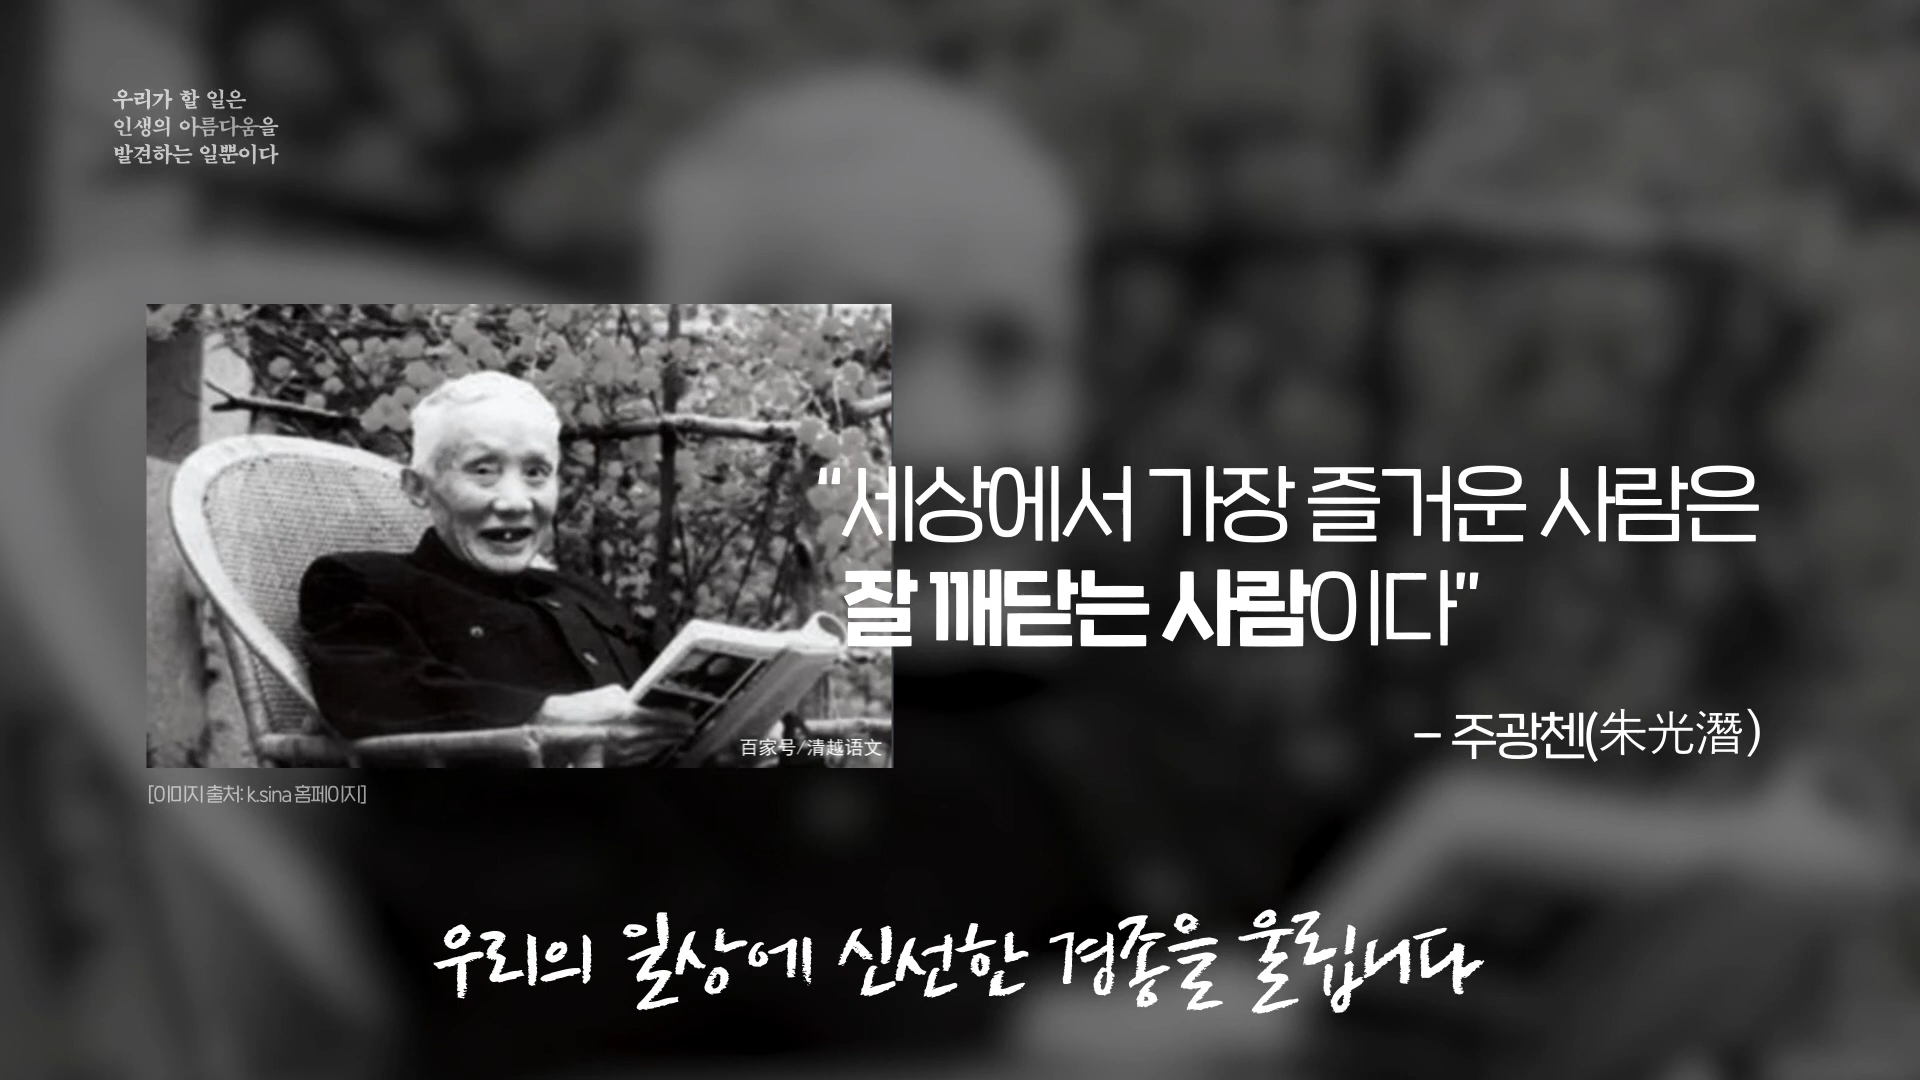 우리가 할 일은
인생의 아름다움을
발견하는 일뿐이다
“세상에서 가장 즐거운 사람은
잘 깨닫는 사람이다”
– 주광첸(朱光潛)
百家号/清越语文
[이미지 출처: k.sina 홈페이지]
우리의 일상에 신선한 경종을 울립니다